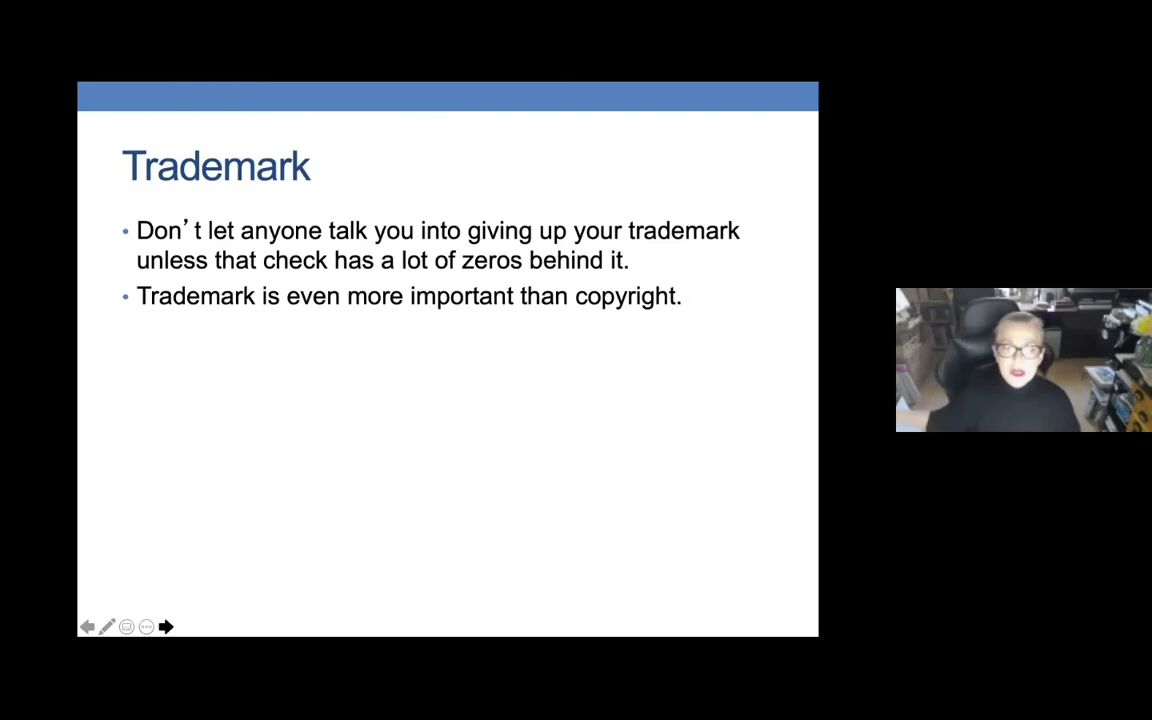 Trademark
• Don’t let anyone talk you into giving up your trademark
unless that check has a lot of zeros behind it.
• Trademark is even more important than copyright.